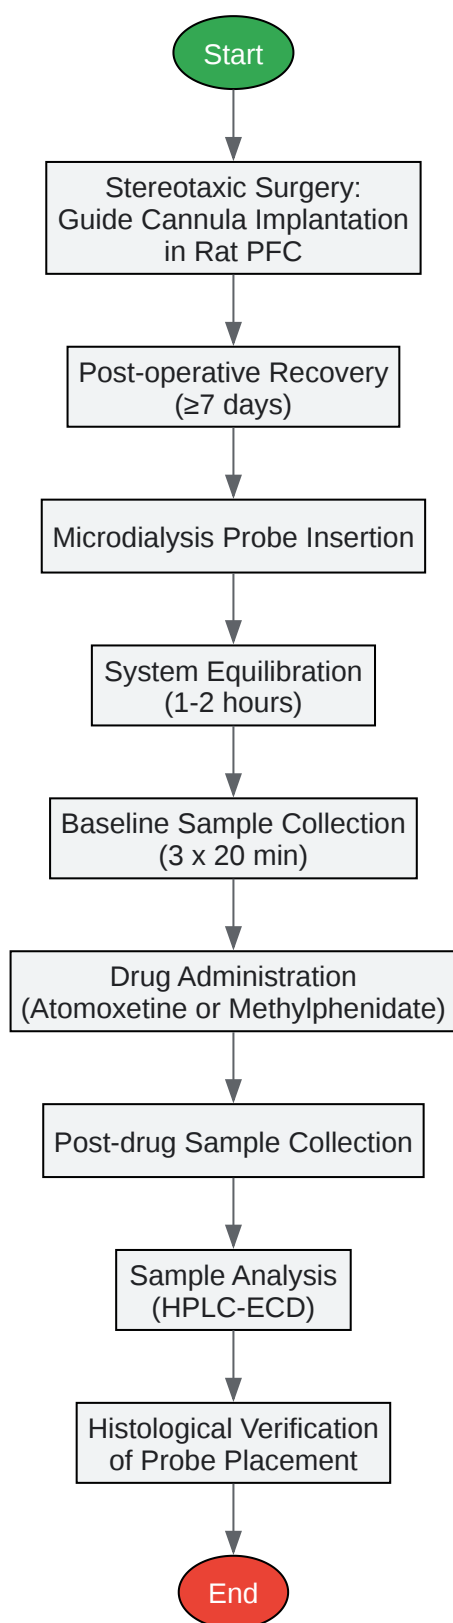 Start
Stereotaxic Surgery:
Guide Cannula Implantation
in Rat PFC
Post-operative Recovery
(≥7 days)
Microdialysis Probe Insertion
System Equilibration
(1-2 hours)
Baseline Sample Collection
(3 x 20 min)
Drug Administration
(Atomoxetine or Methylphenidate)
Post-drug Sample Collection
Sample Analysis
(HPLC-ECD)
Histological Verification
of Probe Placement
End